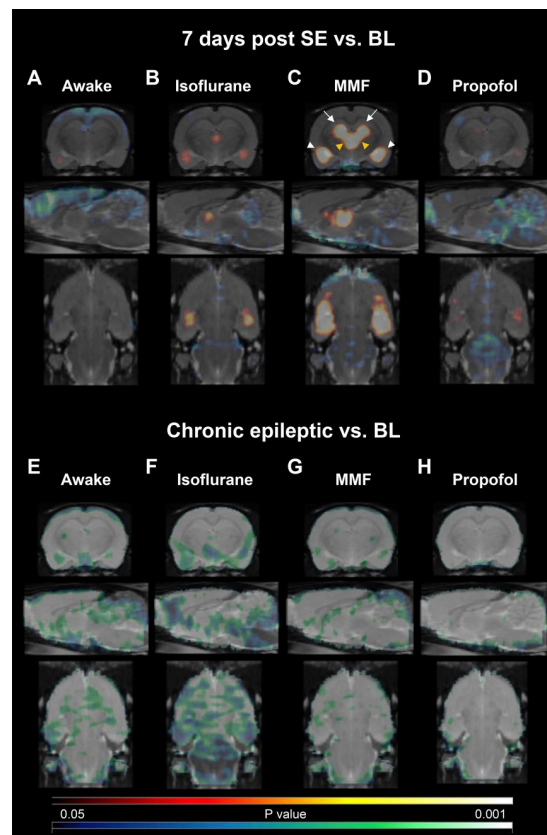 7 days post SE vs. BL
A Awake B Isoflurane C MMF D Propofol
Chronic epileptic vs. BL
E Awake F Isoflurane G MMF H Propofol
0.05 P value 0.001